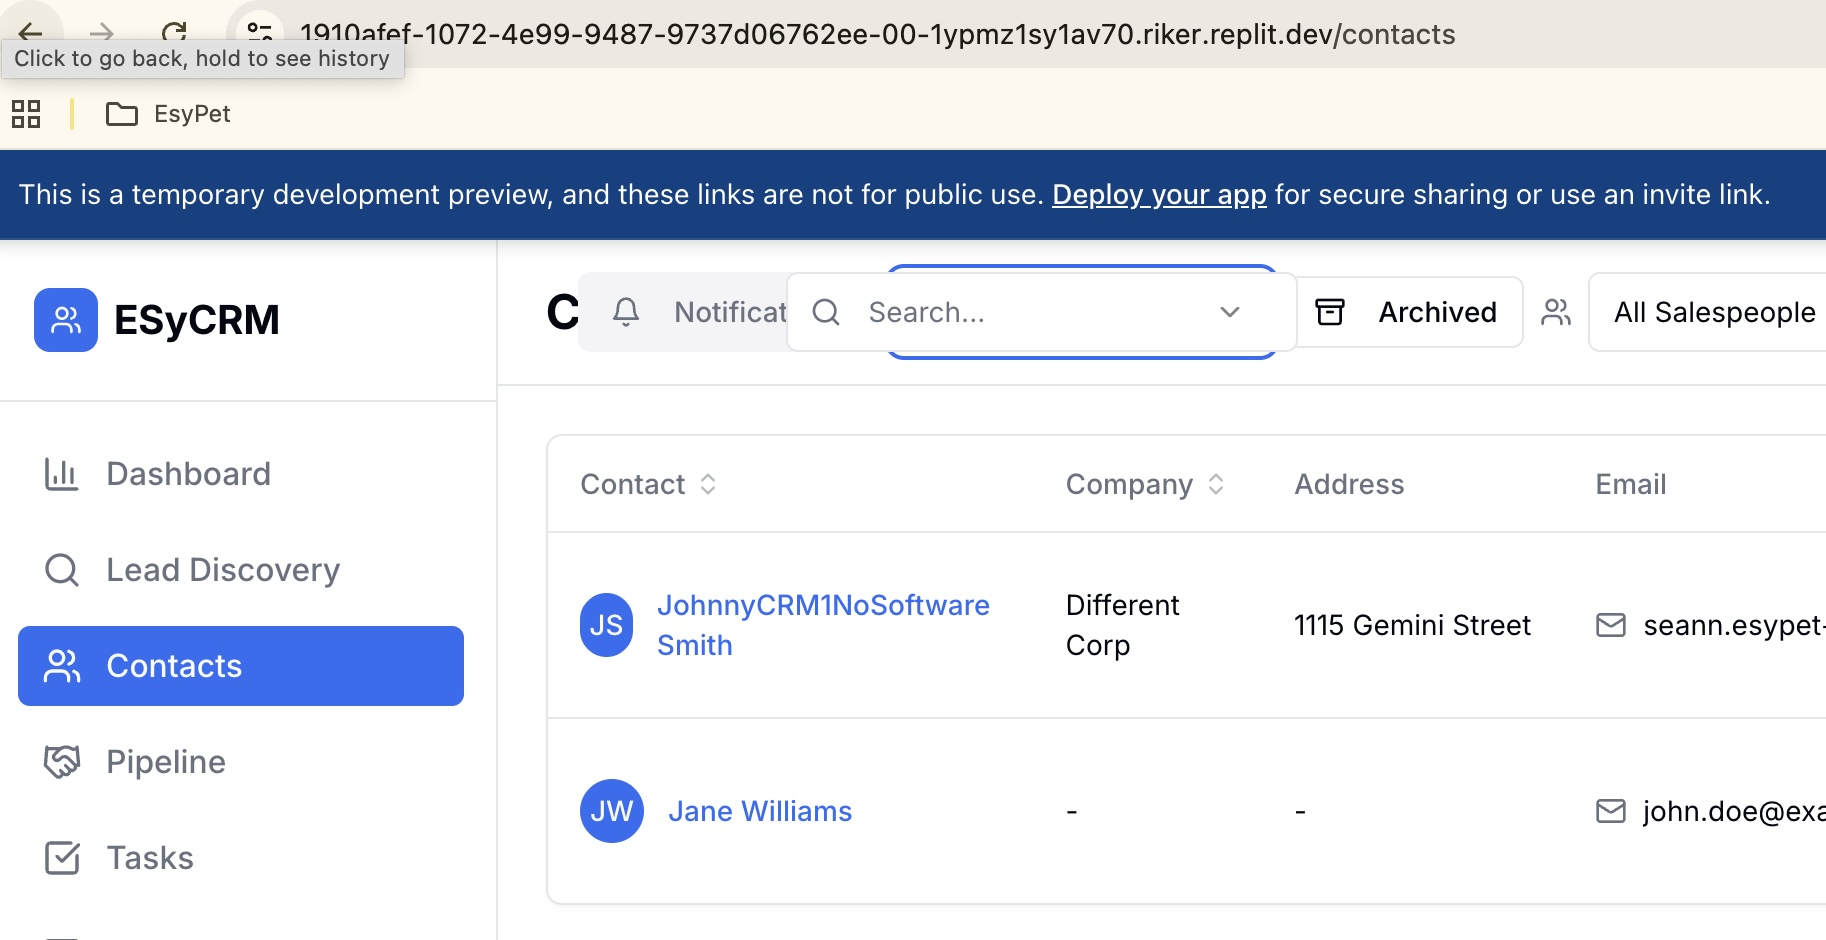 1910afef-1072-4e99-9487-9737d06762ee-00-1ypmz1sy1av70.riker.replit.dev/contacts
Click to go back, hold to see history
EsyPet
This is a temporary development preview, and these links are not for public use. Deploy your app for secure sharing or use an invite link.
ESyCRM
C Notificat Search... Archived All Salespeople
Dashboard
Lead Discovery
Contacts
Pipeline
Tasks
Contact Company Address Email
JS JohnnyCRM1NoSoftware Smith Different Corp 1115 Gemini Street seann.esypet-
JW Jane Williams - - john.doe@exa